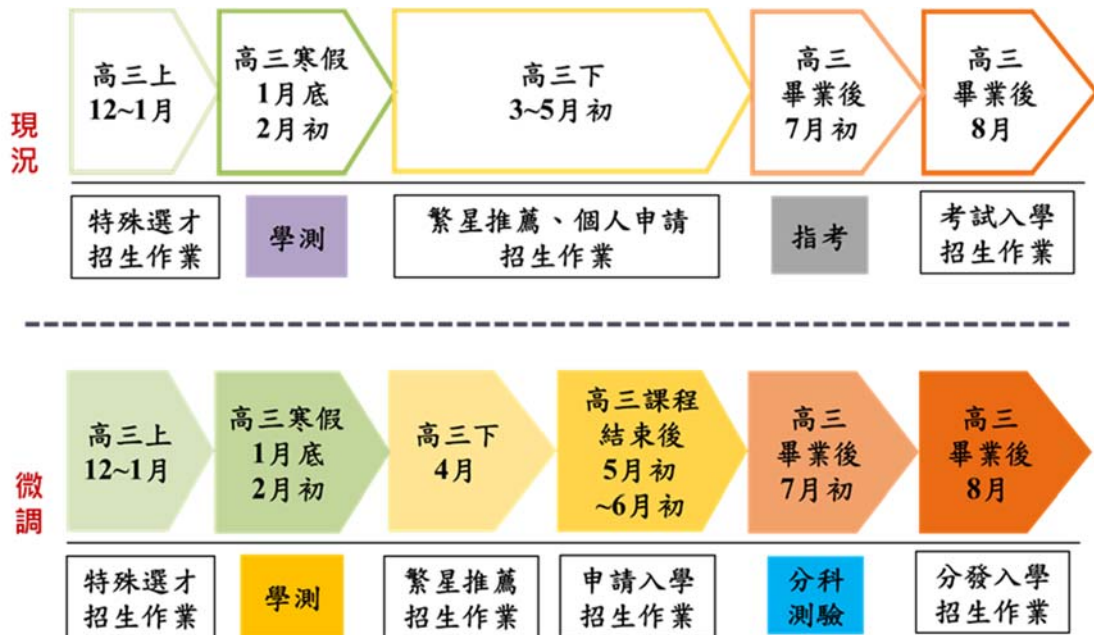 現況
高三上
12~1月
高三寒假
1月底
2月初
高三下
3~5月初
高三
畢業後
7月初
高三
畢業後
8月
特殊選才
招生作業
學測
繁星推薦、個人申請
招生作業
指考
考試入學
招生作業
微調
高三上
12~1月
高三寒假
1月底
2月初
高三下
4月
高三課程
結束後
5月初
~6月初
高三
畢業後
7月初
高三
畢業後
8月
特殊選才
招生作業
學測
繁星推薦
招生作業
申請入學
招生作業
分科
測驗
分發入學
招生作業